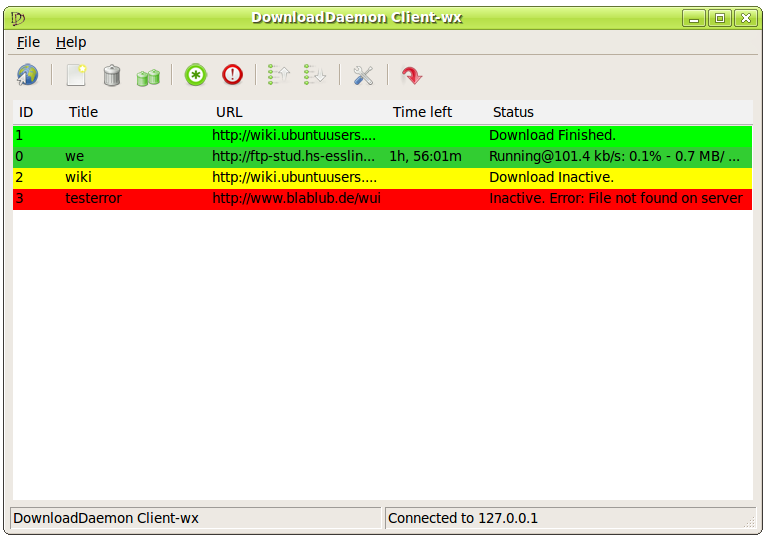 DownloadDaemon Client-wx
File Help
ID Title URL Time left Status
1 http://wiki.ubuntuusers.... Download Finished.
0 we http://ftp-stud.hs-esslin... 1h, 56:01m Running@101.4 kb/s: 0.1% - 0.7 MB/ ...
2 wiki http://wiki.ubuntuusers.... Download Inactive.
3 testerror http://www.blablub.de/wui Inactive. Error: File not found on server
DownloadDaemon Client-wx Connected to 127.0.0.1